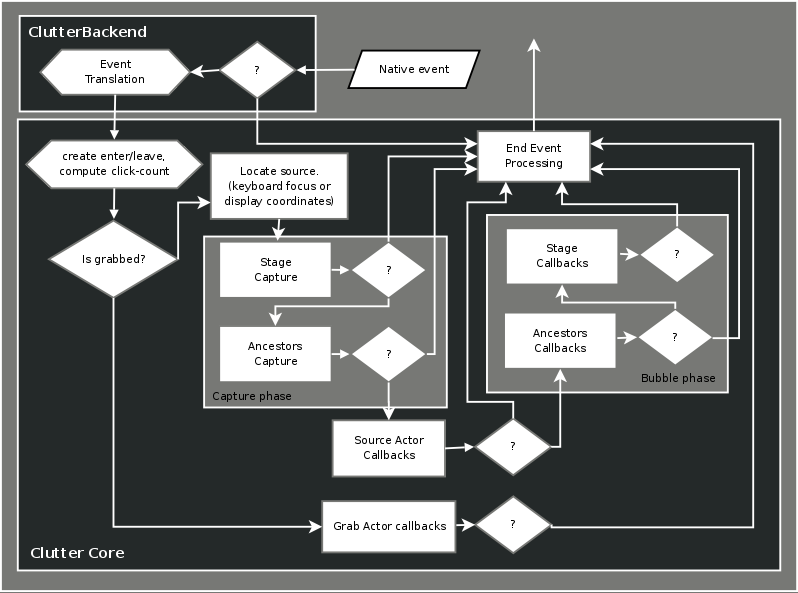 ClutterBackend
Event
Translation
?
Native event
create enter/leave,
compute click-count
Locate source.
(keyboard focus or
display coordinates)
End Event
Processing
Is grabbed?
Stage
Capture
?
Ancestors
Capture
?
Capture phase
Stage
Callbacks
?
Ancestors
Callbacks
?
Bubble phase
Source Actor
Callbacks
?
Grab Actor callbacks
?
Clutter Core